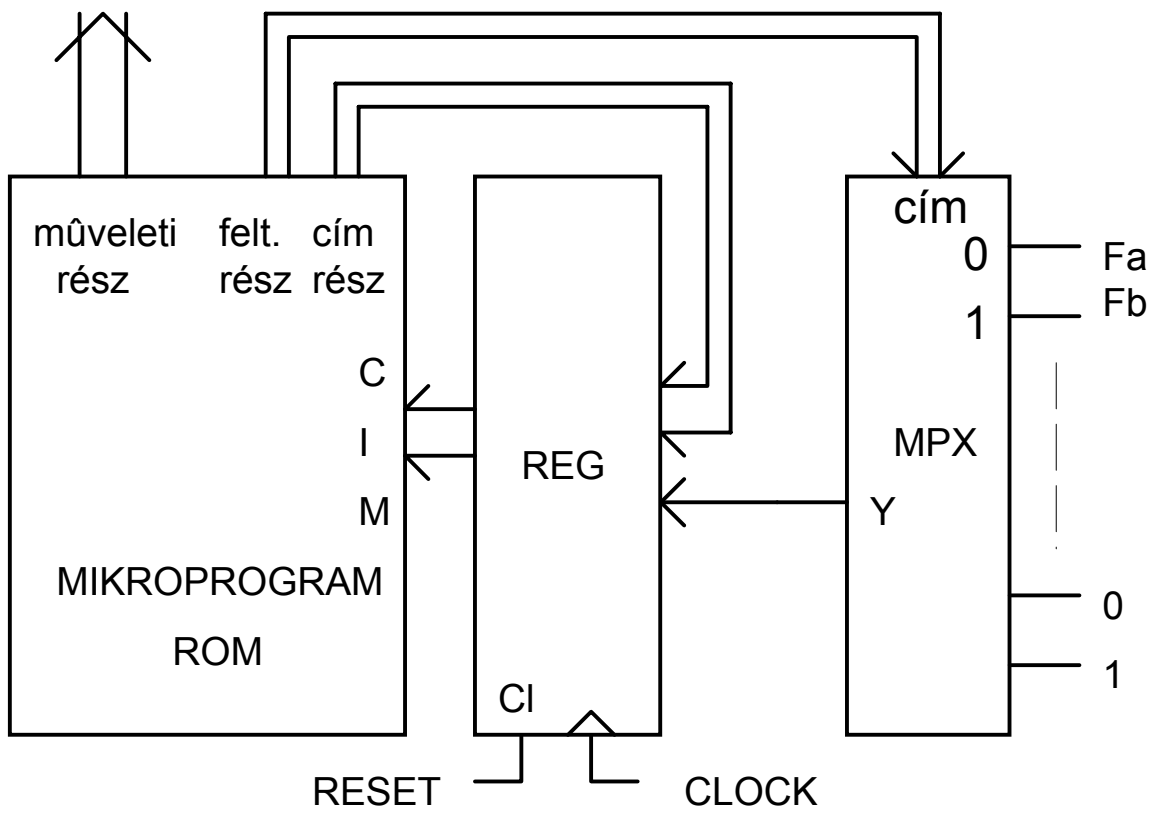 mûveleti rész
felt. rész
cím rész
C
I
M
MIKROPROGRAM
ROM
REG
Cl
RESET
CLOCK
cím
0
1
MPX
Y
Fa
Fb
0
1